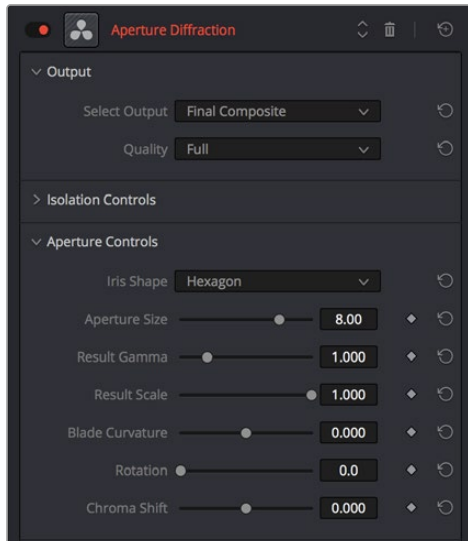 Aperture Diffraction
Output
Select Output Final Composite
Quality Full
Isolation Controls
Aperture Controls
Iris Shape Hexagon
Aperture Size 8.00
Result Gamma 1.000
Result Scale 1.000
Blade Curvature 0.000
Rotation 0.0
Chroma Shift 0.000